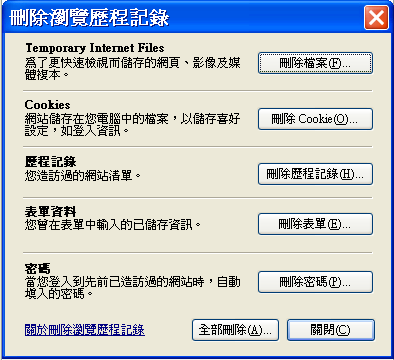 刪除瀏覽歷程記錄
Temporary Internet Files
為了更快速檢視而儲存的網頁、影像及媒
體複本。
刪除檔案(F)...
Cookies
網站儲存在您電腦中的檔案，以儲存喜好
設定，如登入資訊。
刪除 Cookie(O)...
歷程記錄
您造訪過的網站清單。
刪除歷程記錄(H)...
表單資料
您曾在表單中輸入的已儲存資訊。
刪除表單(E)...
密碼
當您登入到先前已造訪過的網站時，自動
填入的密碼。
刪除密碼(P)...
關於刪除瀏覽歷程記錄
全部刪除(A)...
關閉(C)